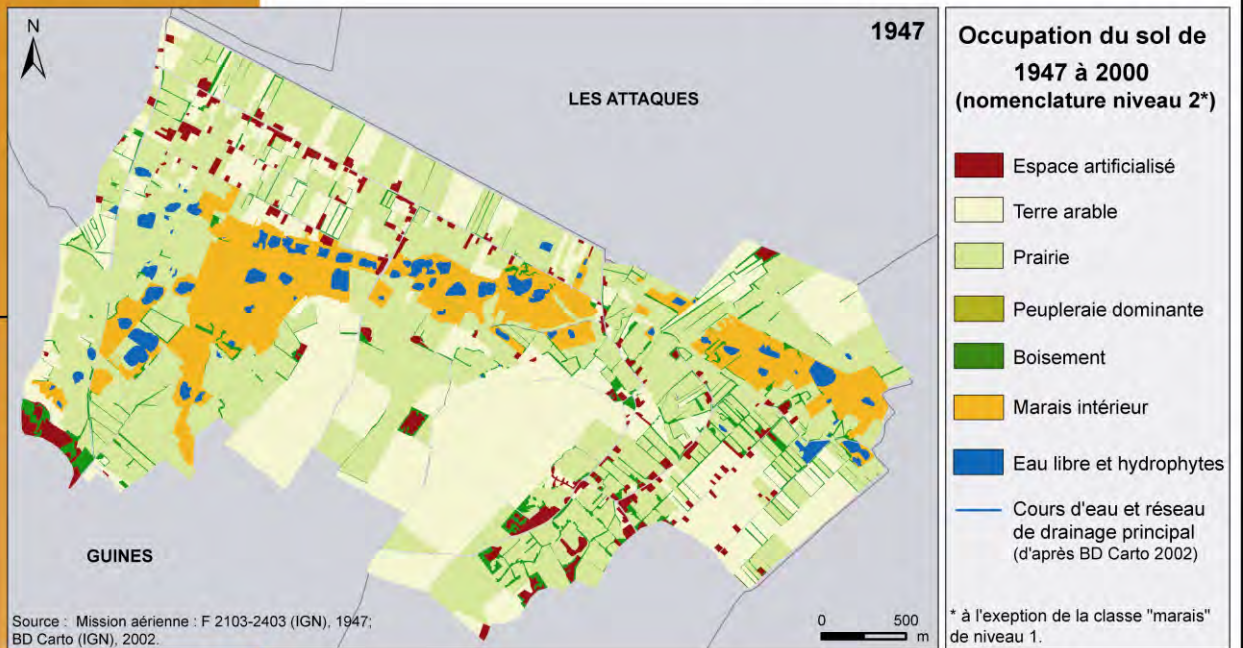 N
1947
LES ATTAQUES
GUINES
Source : Mission aérienne : F 2103-2403 (IGN), 1947;
BD Carto (IGN), 2002.
0 500
m
Occupation du sol de
1947 à 2000
(nomenclature niveau 2*)
Espace artificialisé
Terre arable
Prairie
Peupleraie dominante
Boisement
Marais intérieur
Eau libre et hydrophytes
Cours d'eau et réseau
de drainage principal
(d'après BD Carto 2002)
* à l'exeption de la classe "marais"
de niveau 1.